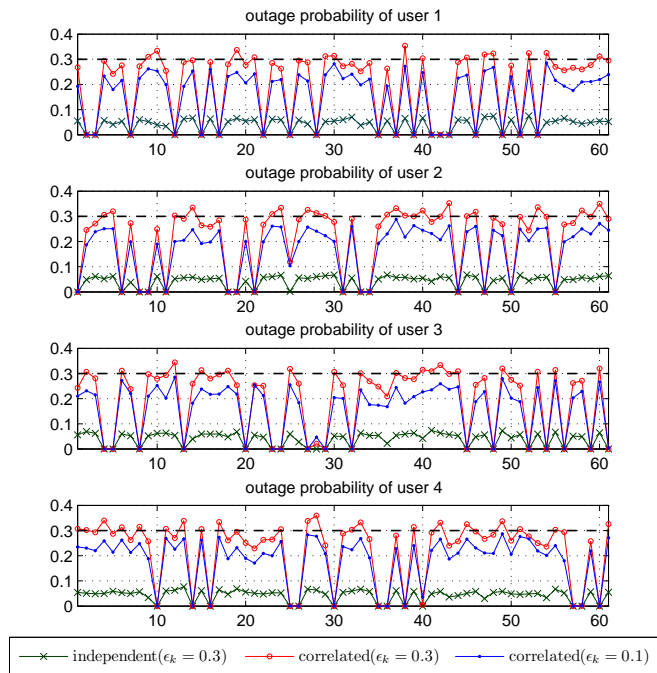 outage probability of user 1
0.4
0.3
0.2
0.1
0
10 20 30 40 50 60
outage probability of user 2
0.4
0.3
0.2
0.1
0
10 20 30 40 50 60
outage probability of user 3
0.4
0.3
0.2
0.1
0
10 20 30 40 50 60
outage probability of user 4
0.4
0.3
0.2
0.1
0
10 20 30 40 50 60
independent(ϵₖ = 0.3) correlated(ϵₖ = 0.3) correlated(ϵₖ = 0.1)